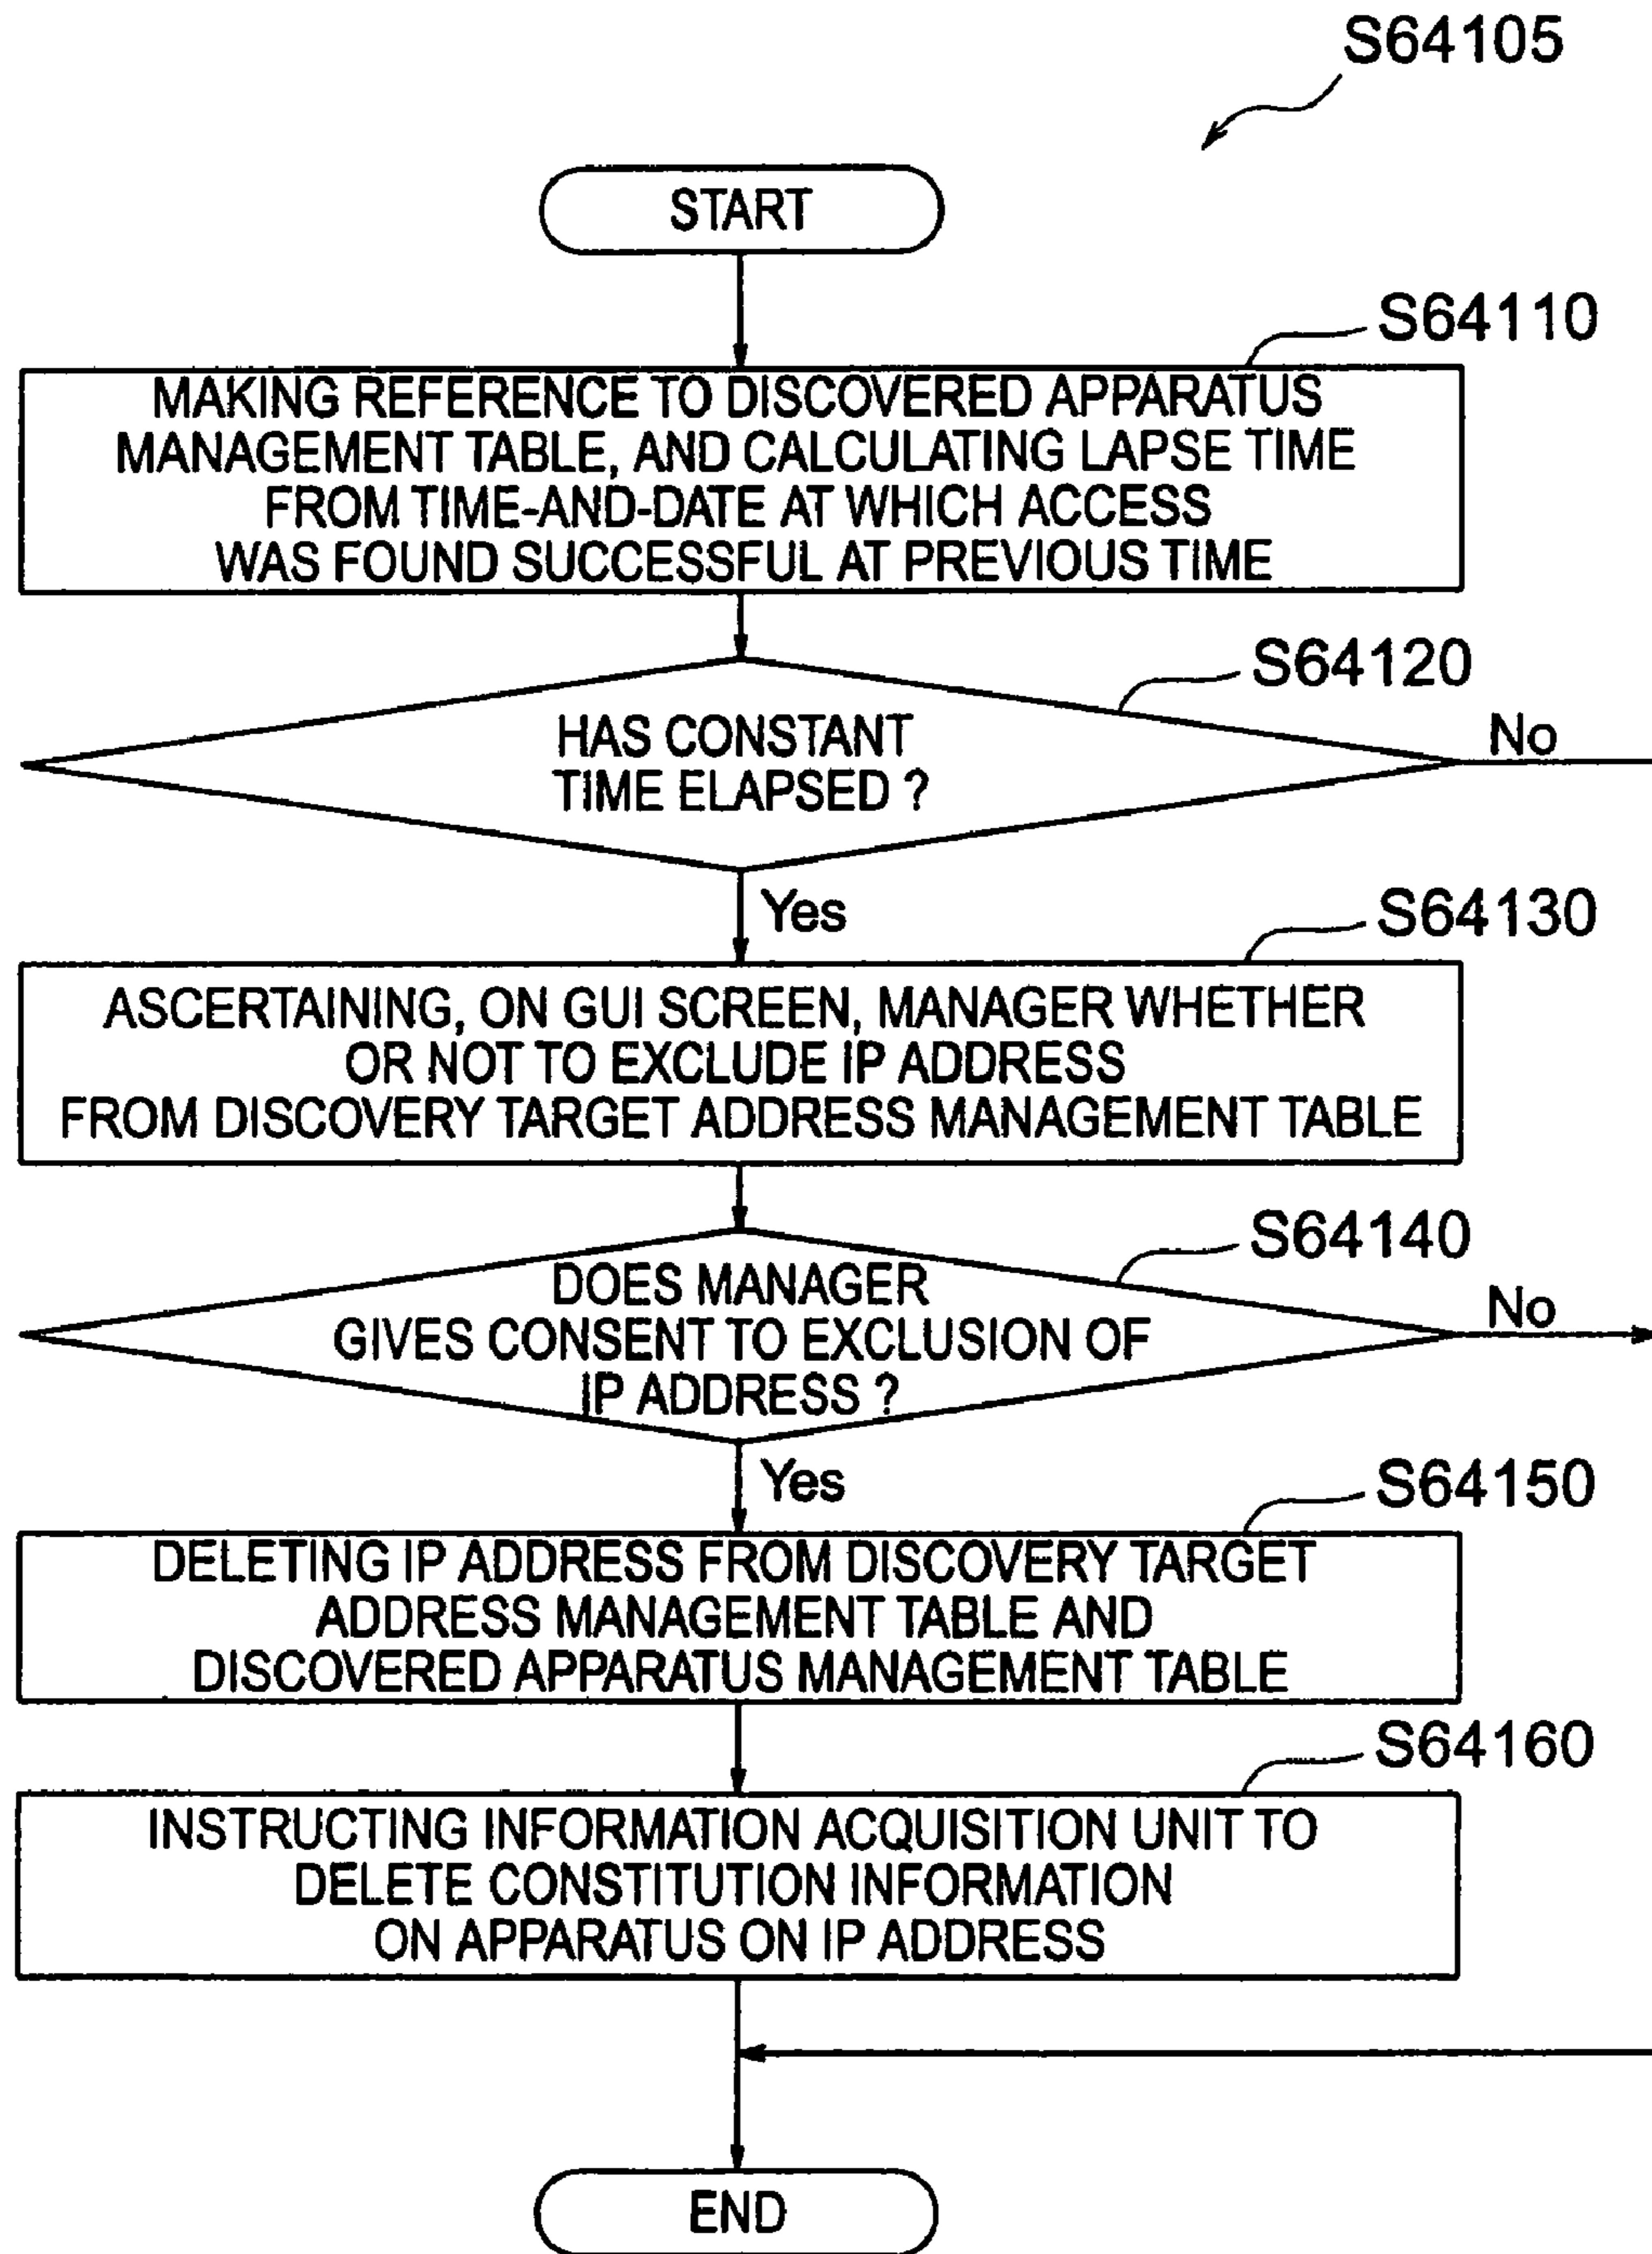 S64105
START
S64110
MAKING REFERENCE TO DISCOVERED APPARATUS
MANAGEMENT TABLE, AND CALCULATING LAPSE TIME
FROM TIME-AND-DATE AT WHICH ACCESS
WAS FOUND SUCCESSFUL AT PREVIOUS TIME
S64120
HAS CONSTANT
TIME ELAPSED ?
No
Yes
S64130
ASCERTAINING, ON GUI SCREEN, MANAGER WHETHER
OR NOT TO EXCLUDE IP ADDRESS
FROM DISCOVERY TARGET ADDRESS MANAGEMENT TABLE
S64140
DOES MANAGER
GIVES CONSENT TO EXCLUSION OF
IP ADDRESS ?
No
Yes
S64150
DELETING IP ADDRESS FROM DISCOVERY TARGET
ADDRESS MANAGEMENT TABLE AND
DISCOVERED APPARATUS MANAGEMENT TABLE
S64160
INSTRUCTING INFORMATION ACQUISITION UNIT TO
DELETE CONSTITUTION INFORMATION
ON APPARATUS ON IP ADDRESS
END